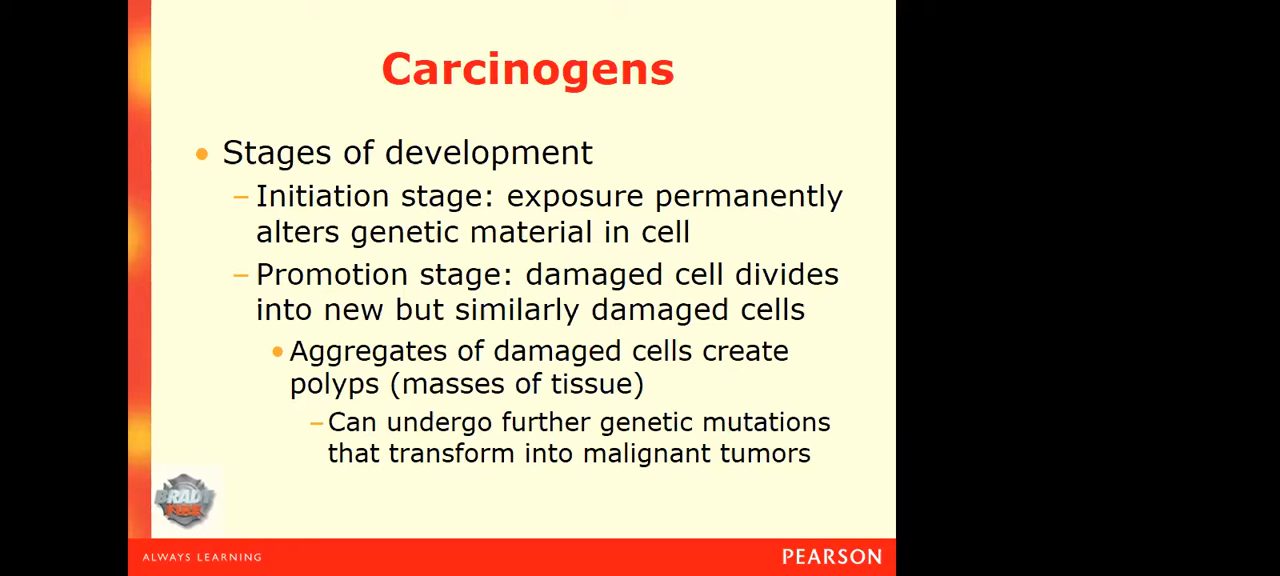 Carcinogens
• Stages of development
– Initiation stage: exposure permanently
alters genetic material in cell
– Promotion stage: damaged cell divides
into new but similarly damaged cells
• Aggregates of damaged cells create
polyps (masses of tissue)
– Can undergo further genetic mutations
that transform into malignant tumors
BRADY
FIRE
ALWAYS LEARNING
PEARSON